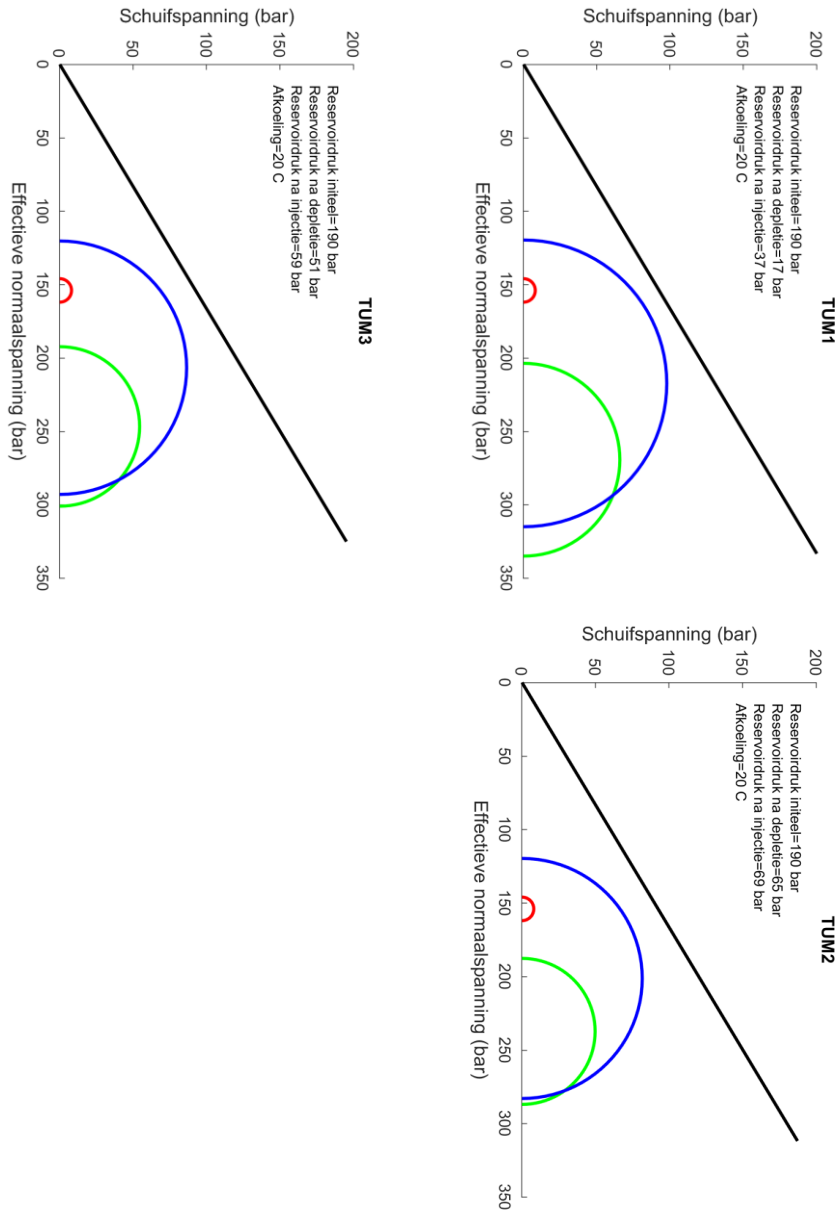 TUM1
Reservoirdruk initeel=190 bar
Reservoirdruk na depletie=17 bar
Reservoirdruk na injectie=37 bar
Afkoeling=20 C
Schuifspanning (bar)
200
150
100
50
0
0 50 100 150 200 250 300 350
Effectieve normaalspanning (bar)
TUM2
Reservoirdruk initeel=190 bar
Reservoirdruk na depletie=65 bar
Reservoirdruk na injectie=69 bar
Afkoeling=20 C
Schuifspanning (bar)
200
150
100
50
0
0 50 100 150 200 250 300 350
Effectieve normaalspanning (bar)
TUM3
Reservoirdruk initeel=190 bar
Reservoirdruk na depletie=51 bar
Reservoirdruk na injectie=59 bar
Afkoeling=20 C
Schuifspanning (bar)
200
150
100
50
0
0 50 100 150 200 250 300 350
Effectieve normaalspanning (bar)